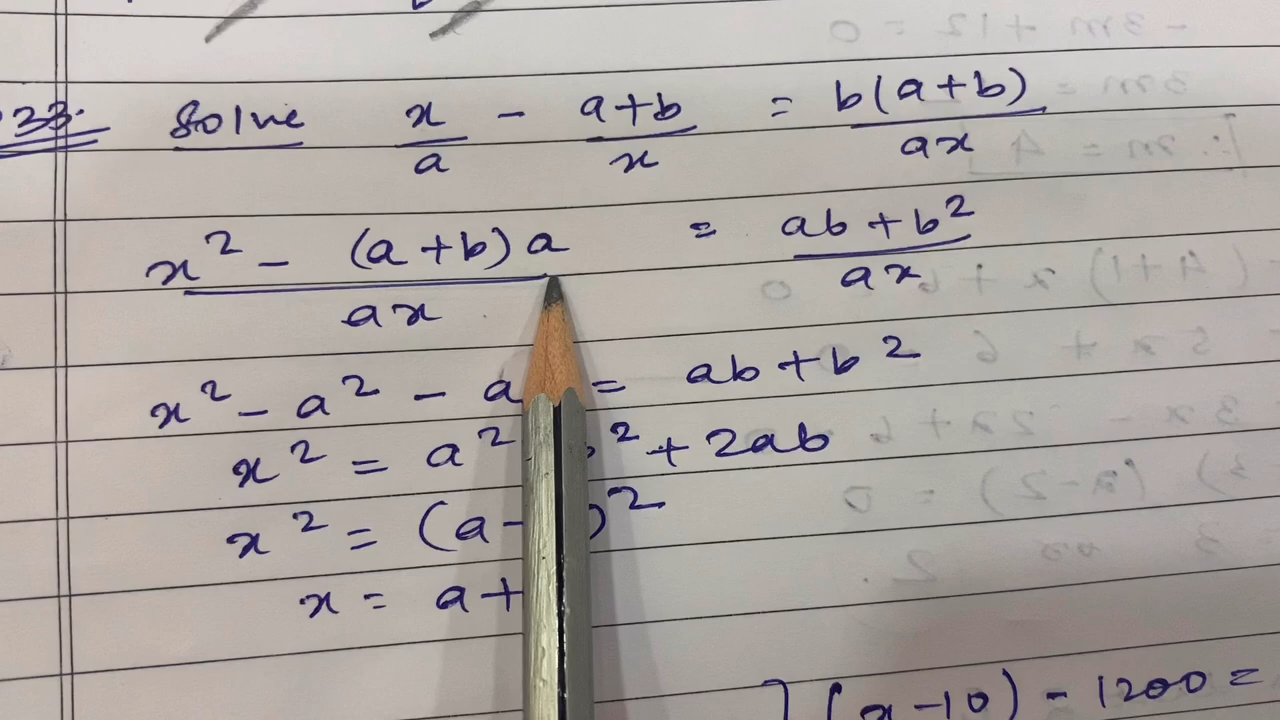 33. Solve x/a - a+b/x = b(a+b)/ax
x² - (a+b)a/ax = ab+b²/ax
x² - a² - a = ab+b²
x² = a² ² + 2ab
x² = (a- )²
x = a+
(x-10) - 1200 =